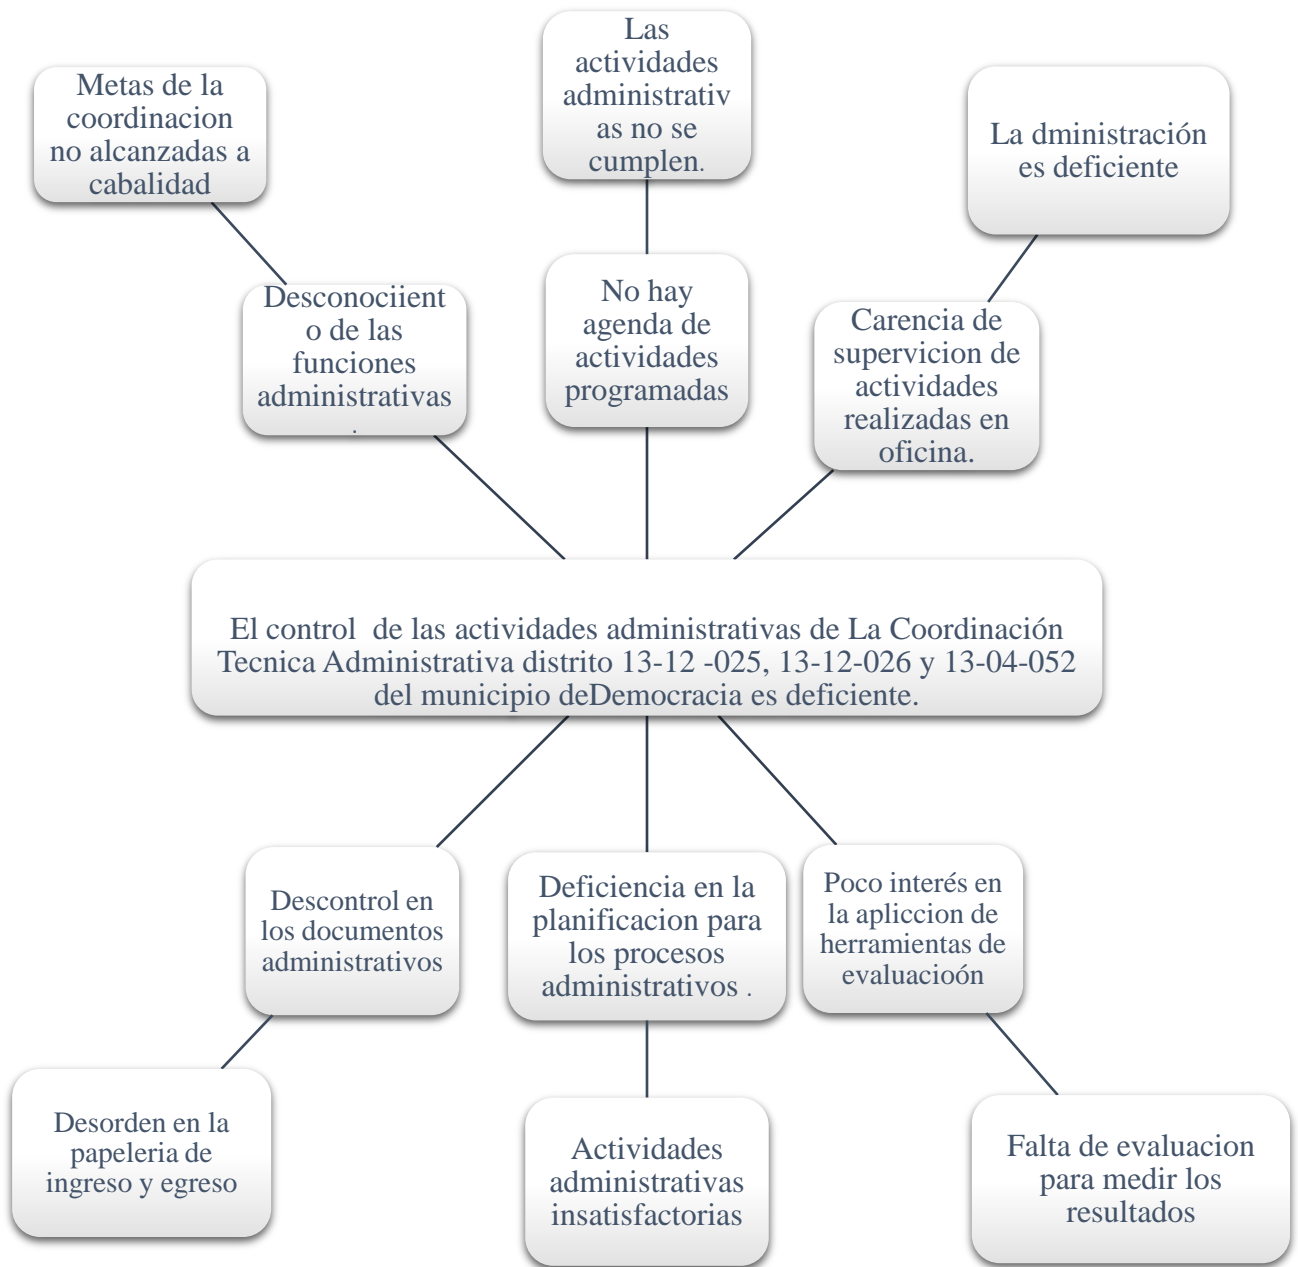 Las
actividades
administrativ
as no se
cumplen.
Metas de la
coordinacion
no alcanzadas a
cabalidad
La dministración
es deficiente
Desconociient
o de las
funciones
administrativas
.
No hay
agenda de
actividades
programadas
Carencia de
supervicion de
actividades
realizadas en
oficina.
El control  de las actividades administrativas de La Coordinación
Tecnica Administrativa distrito 13-12 -025, 13-12-026 y 13-04-052
del municipio deDemocracia es deficiente.
Descontrol en
los documentos
administrativos
Deficiencia en la
planificacion para
los procesos
administrativos .
Poco interés en
la apliccion de
herramientas de
evaluacioón
Desorden en la
papeleria de
ingreso y egreso
Actividades
administrativas
insatisfactorias
Falta de evaluacion
para medir los
resultados